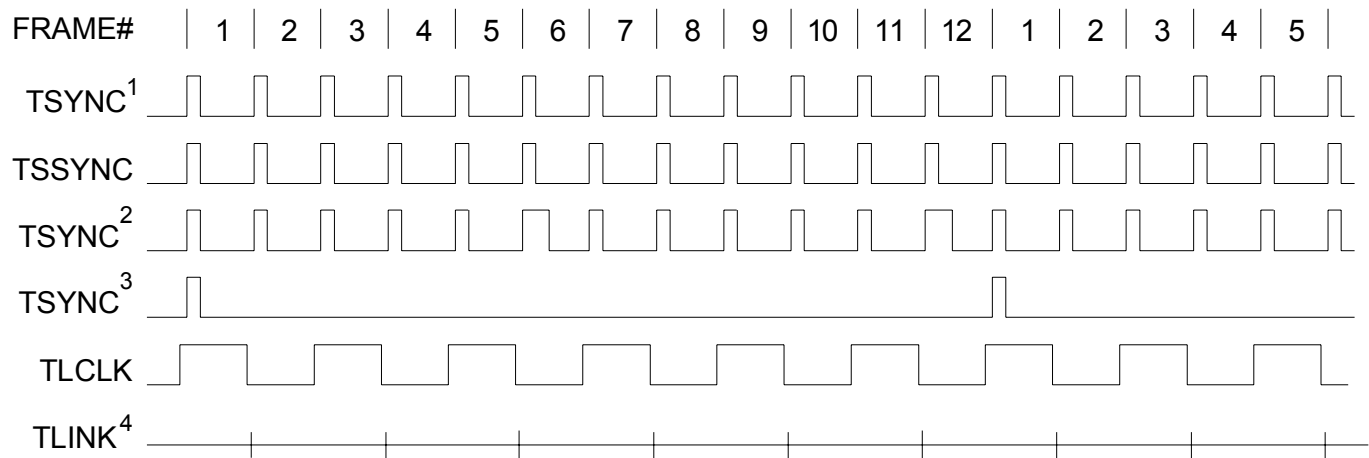 FRAME# 1 2 3 4 5 6 7 8 9 10 11 12 1 2 3 4 5
TSYNC¹
TSSYNC
TSYNC²
TSYNC³
TLCLK
TLINK⁴